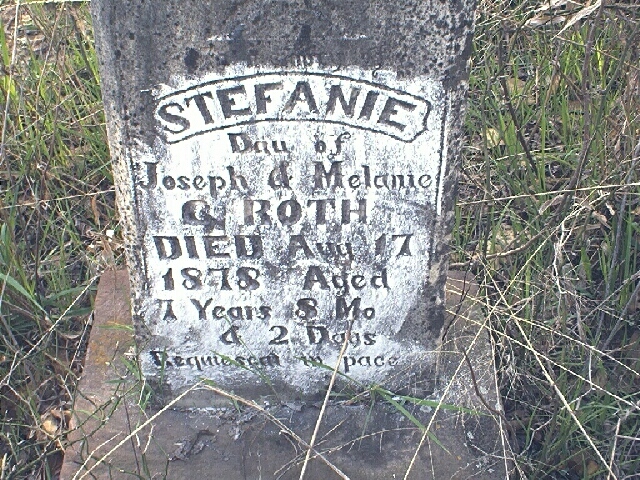 STEFANIE
Dau of
Joseph & Melanie
G ROTH
DIED Aug 17
1878 Aged
7 Years 8 Mo
& 2 Days
Requiescat in pace